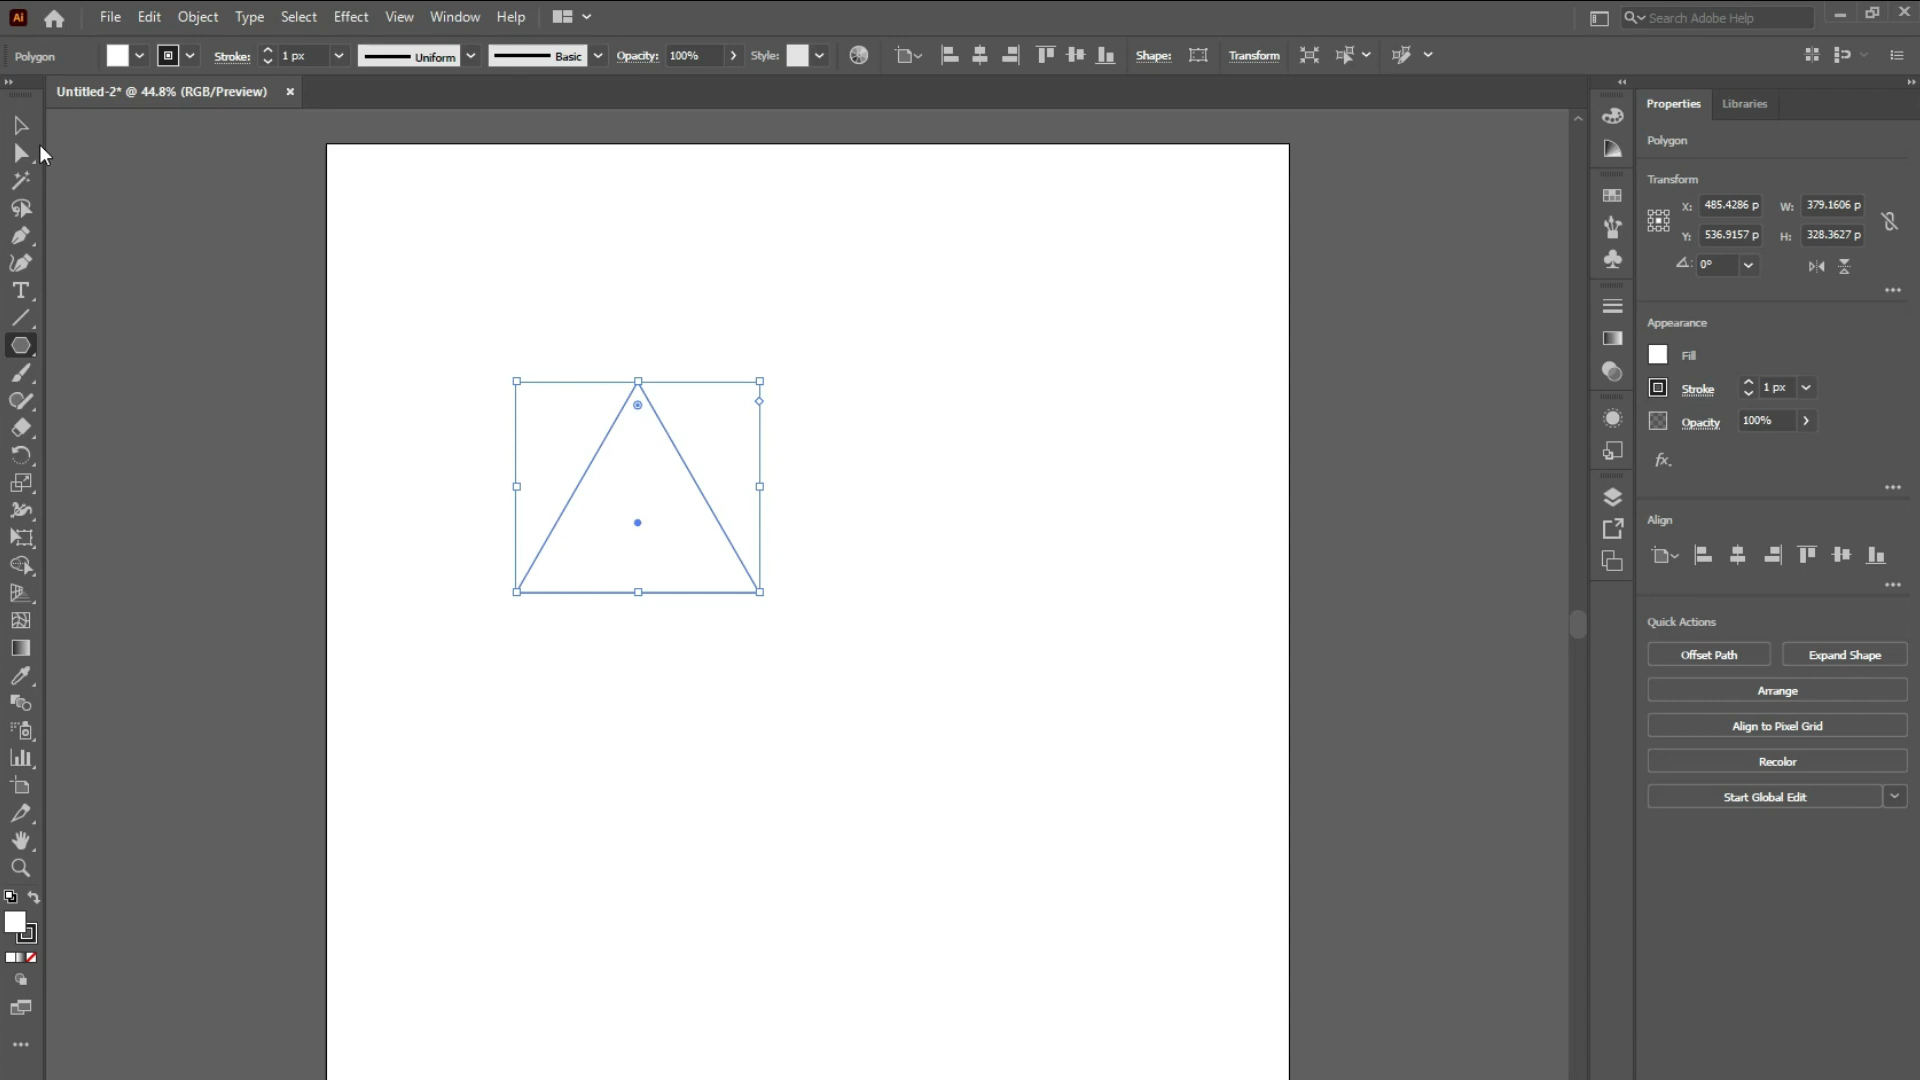 Ai File Edit Object Type Select Effect View Window Help Search Adobe Help
Polygon Stroke: 1 px Uniform Basic Opacity: 100% Style: Shape: Transform
Untitled-2* @ 44.8% (RGB/Preview) ×
Properties Libraries
Polygon
Transform
X: 485.4286 p W: 379.1606 p
Y: 536.9157 p H: 328.3627 p
0°
Appearance
Fill
Stroke 1 px
Opacity 100%
fx.
Align
Quick Actions
Offset Path Expand Shape
Arrange
Align to Pixel Grid
Recolor
Start Global Edit